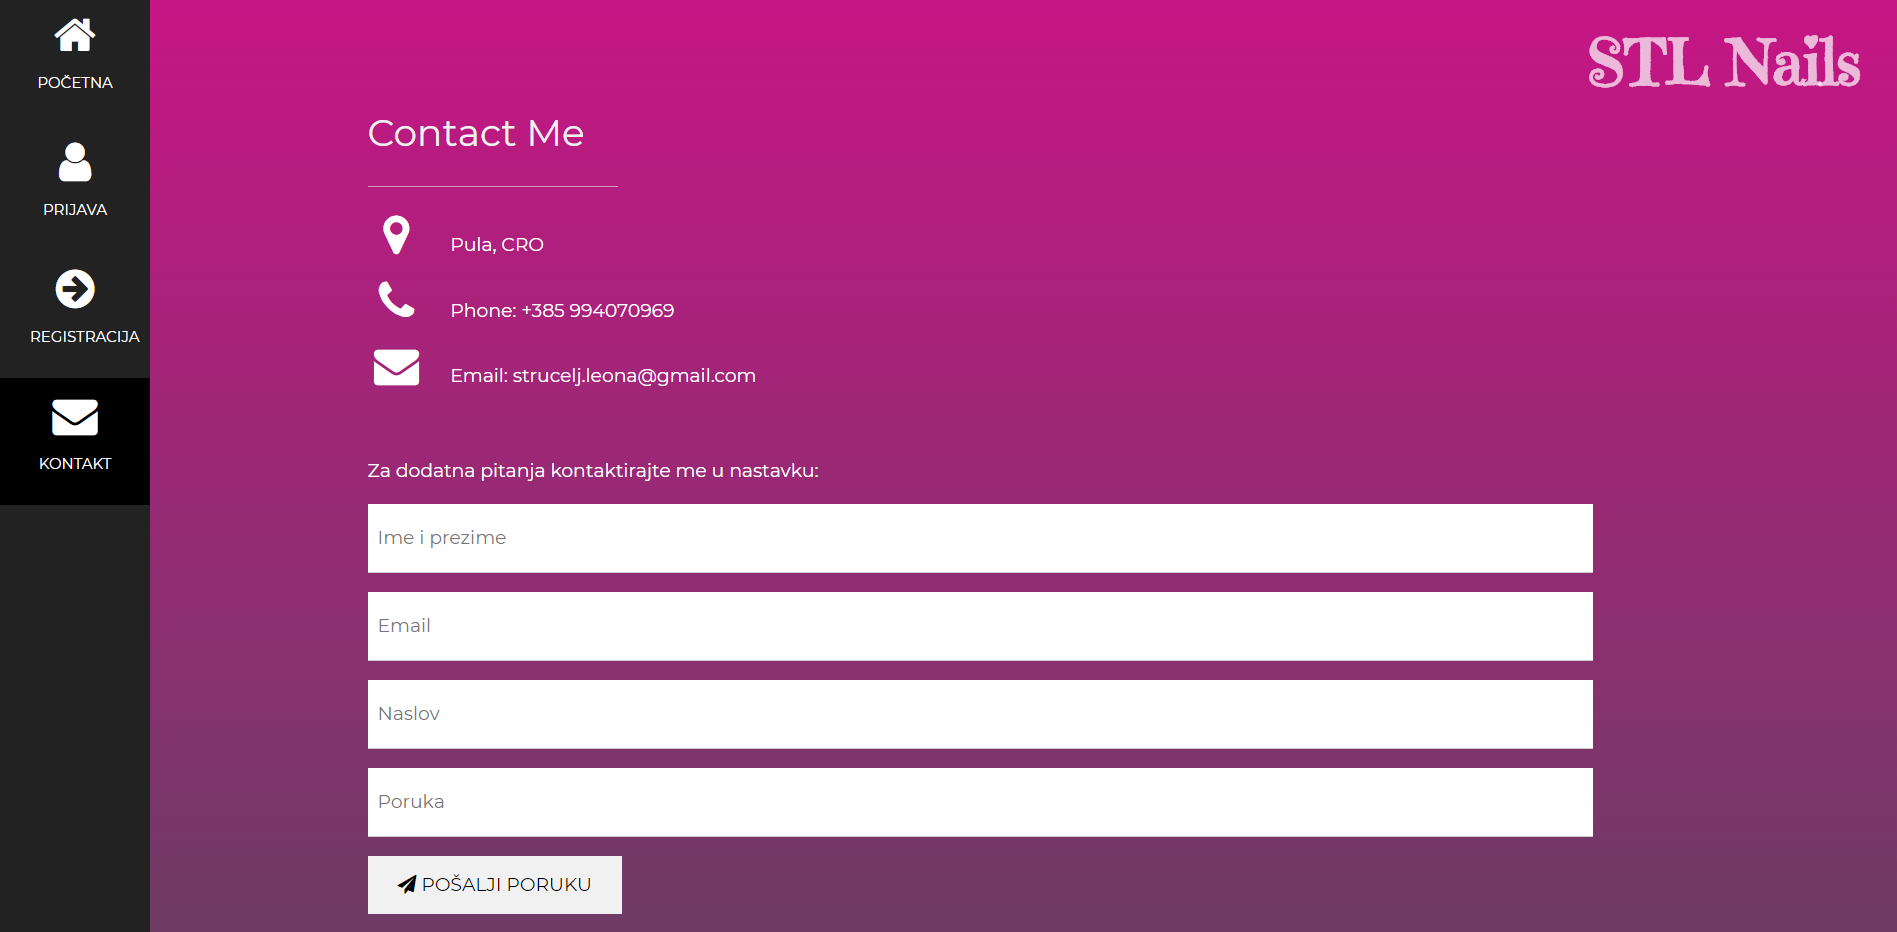 POČETNA
PRIJAVA
REGISTRACIJA
KONTAKT
STL Nails
Contact Me
Pula, CRO
Phone: +385 994070969
Email: strucelj.leona@gmail.com
Za dodatna pitanja kontaktirajte me u nastavku:
Ime i prezime
Email
Naslov
Poruka
POŠALJI PORUKU